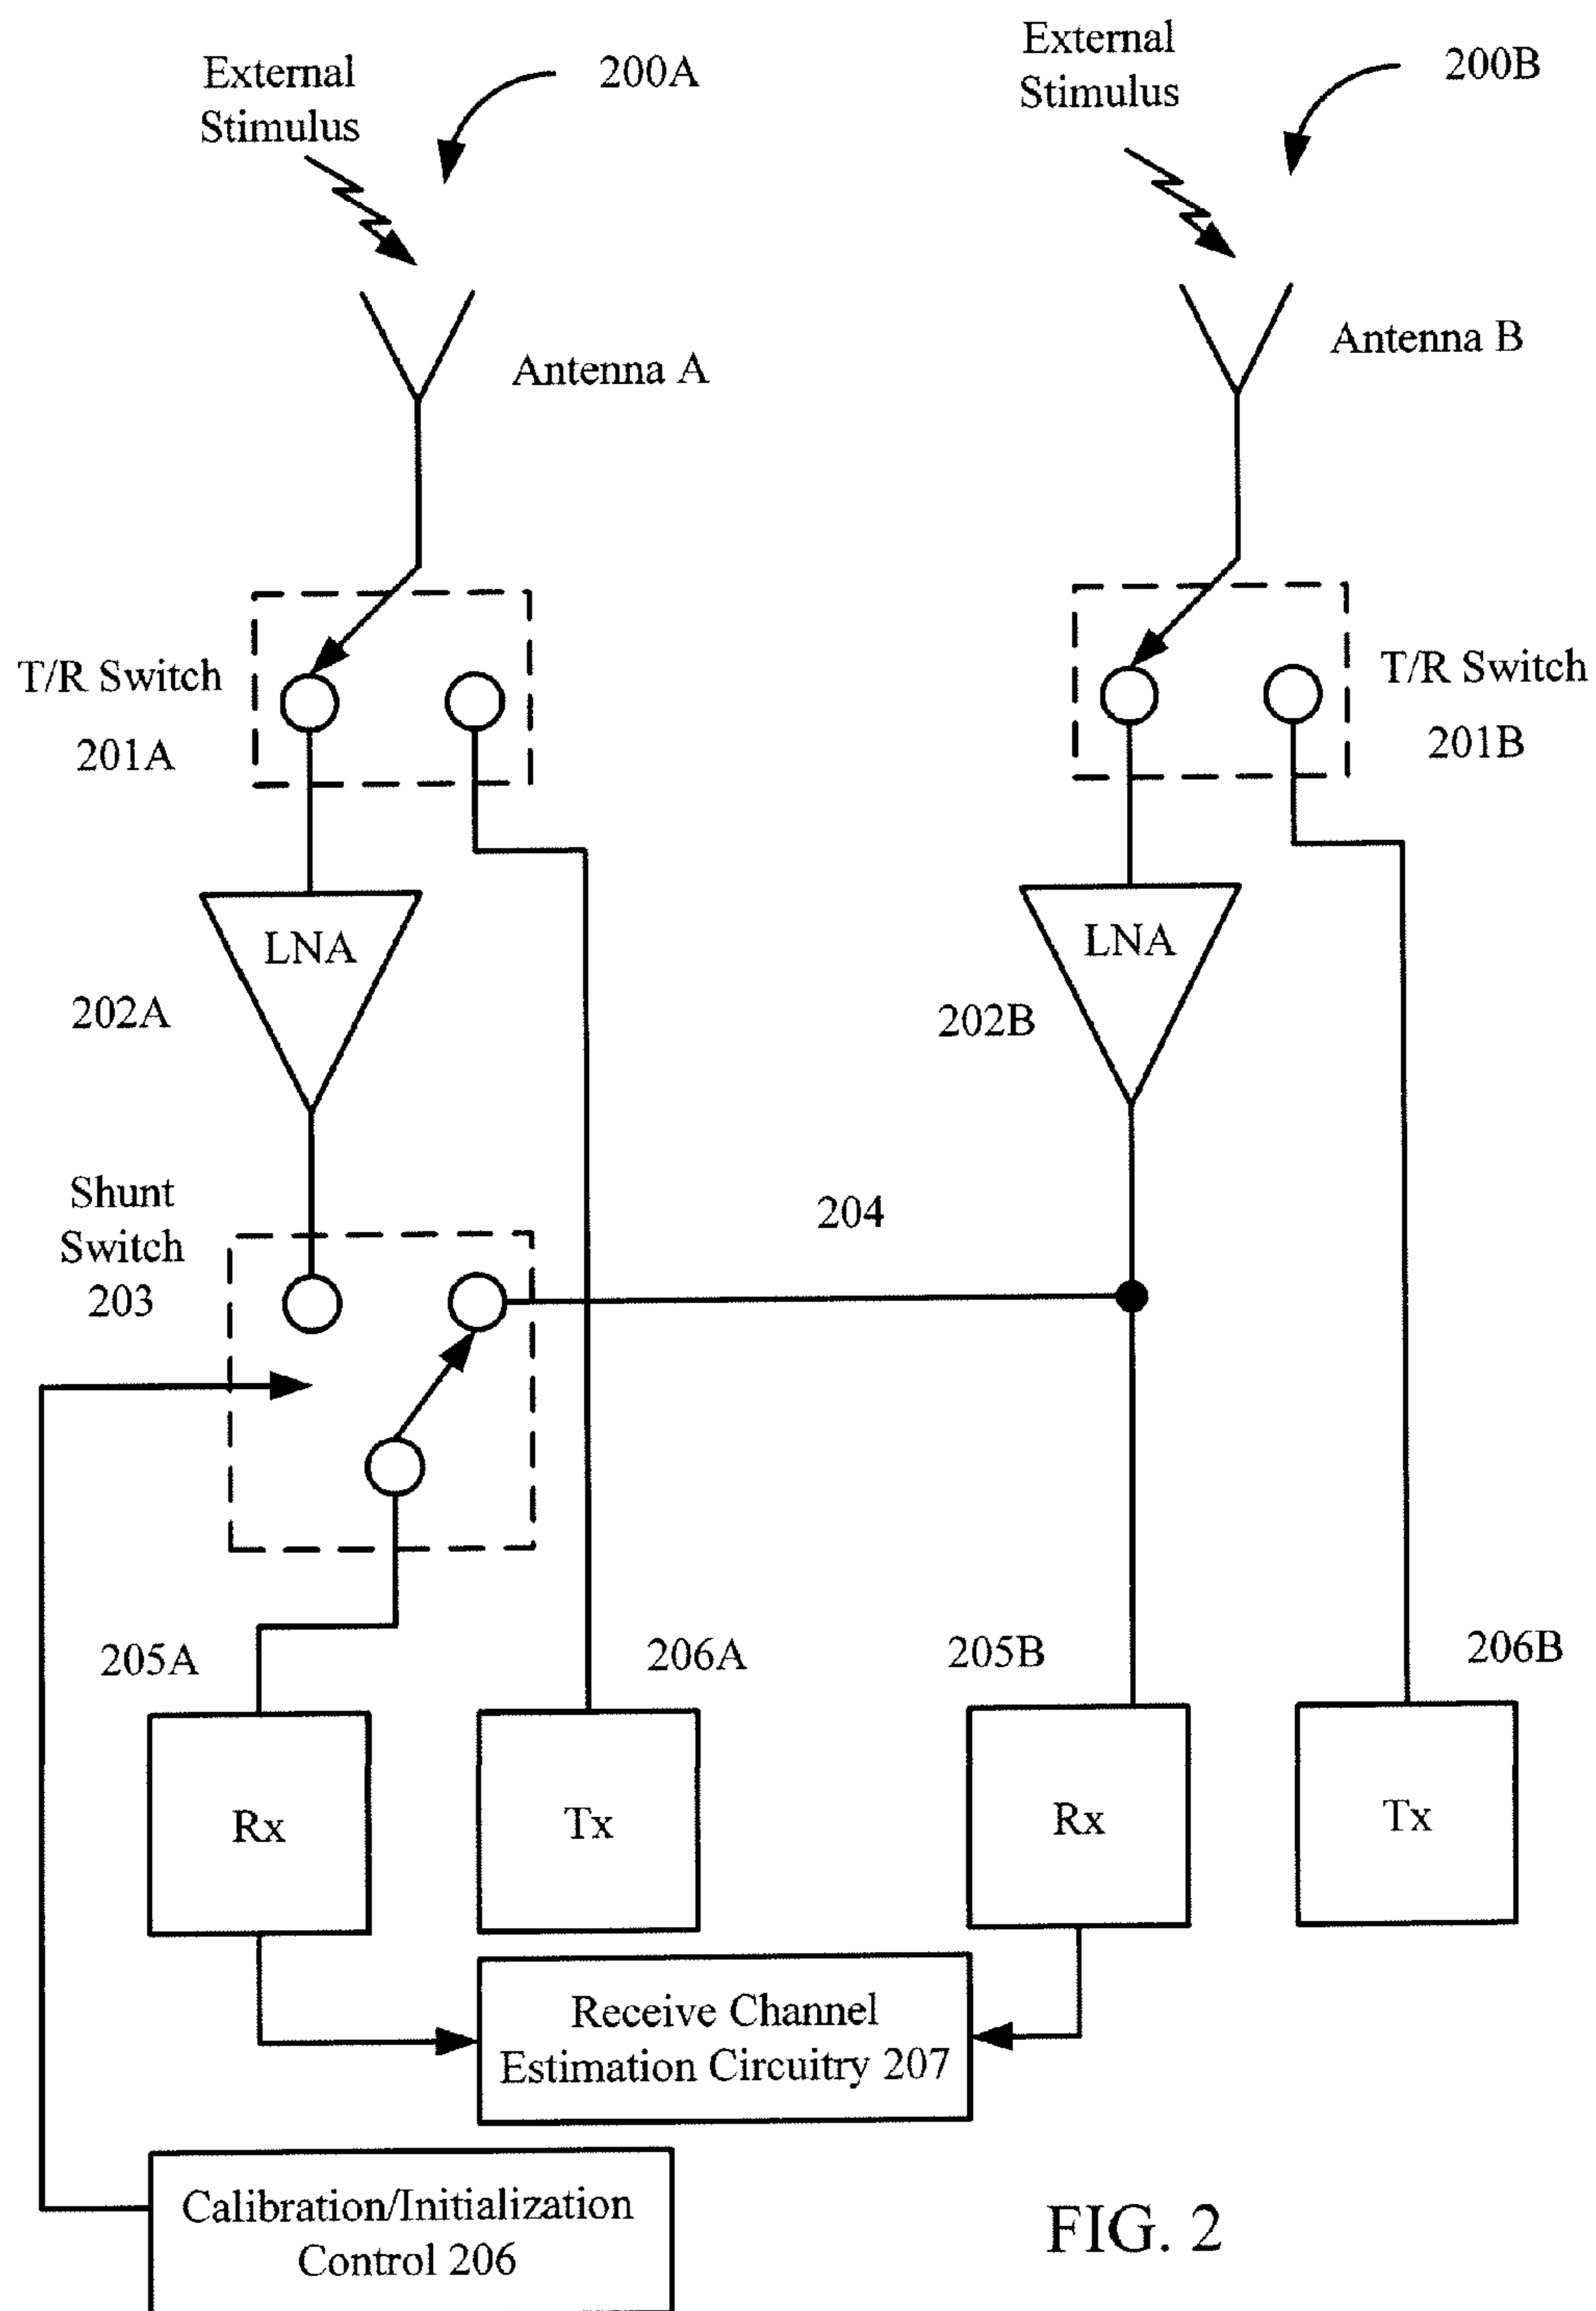 External
Stimulus
200A
External
Stimulus
200B
Antenna A
Antenna B
T/R Switch
201A
T/R Switch
201B
LNA
202A
LNA
202B
Shunt
Switch
203
204
205A
206A
205B
206B
Rx
Tx
Rx
Tx
Receive Channel
Estimation Circuitry 207
Calibration/Initialization
Control 206
FIG. 2